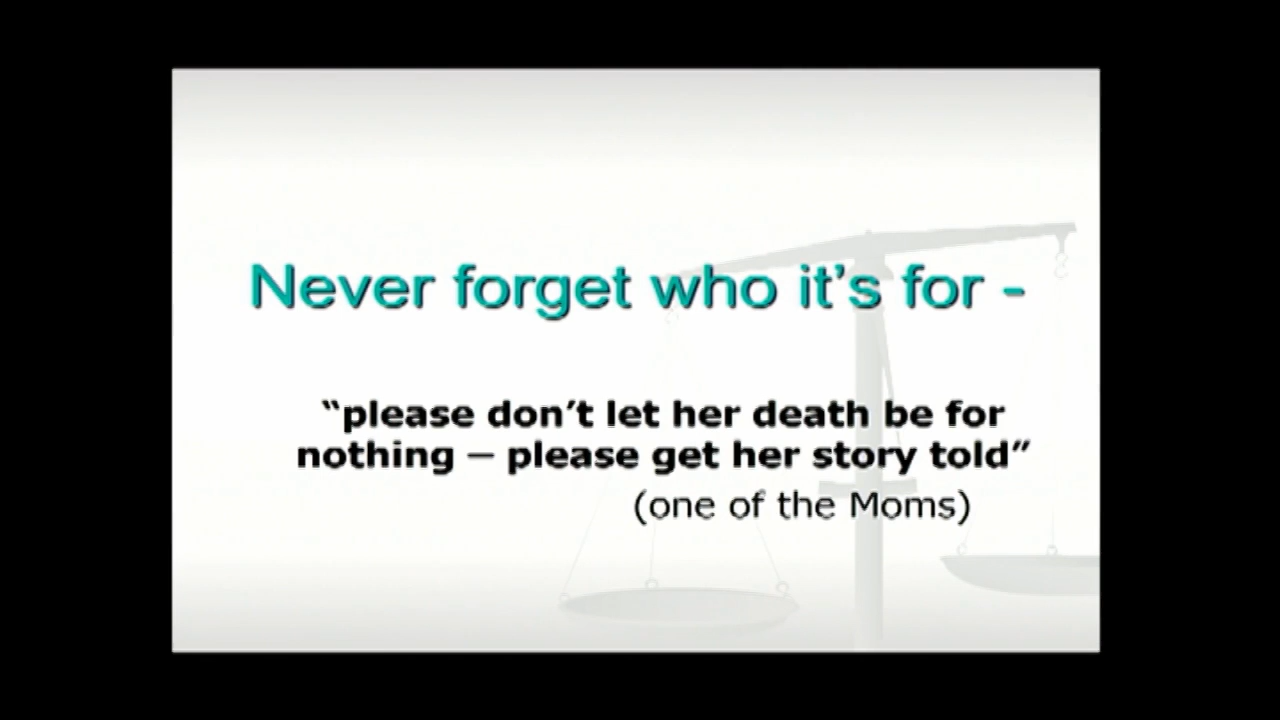 Never forget who it’s for -
“please don’t let her death be for
nothing – please get her story told”
(one of the Moms)